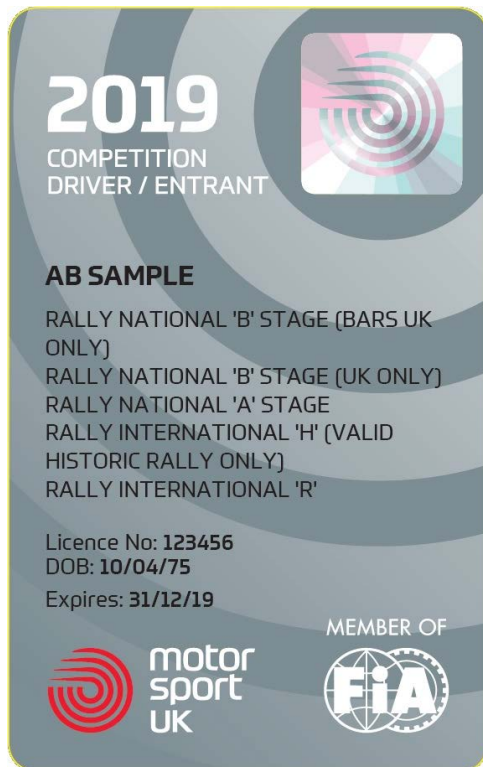 2019
COMPETITION
DRIVER / ENTRANT
AB SAMPLE
RALLY NATIONAL 'B' STAGE (BARS UK
ONLY)
RALLY NATIONAL 'B' STAGE (UK ONLY)
RALLY NATIONAL 'A' STAGE
RALLY INTERNATIONAL 'H' (VALID
HISTORIC RALLY ONLY)
RALLY INTERNATIONAL 'R'
Licence No: 123456
DOB: 10/04/75
Expires: 31/12/19
motor
sport
UK
MEMBER OF
FiA